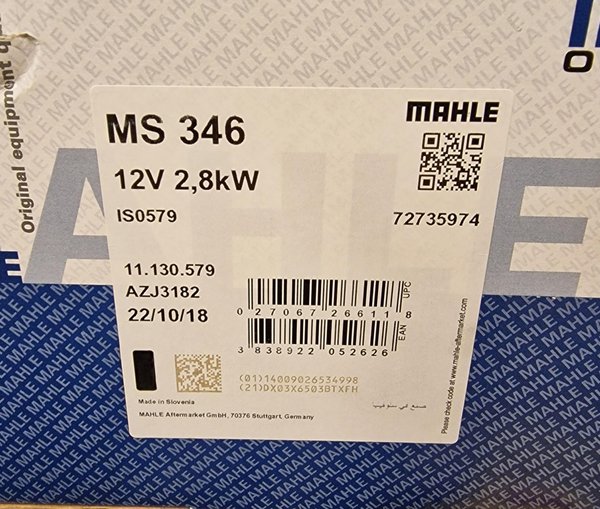 Original equipment
MAHLE
MS 346
12V 2,8kW
IS0579
72735974
11.130.579
AZJ3182
22/10/18
0 27067 26611 8
UPC
3 838922 052626
EAN
(01)14009026534998
(21)DX03X6503BTXFH
Made in Slovenia
MAHLE Aftermarket GmbH, 70376 Stuttgart, Germany
صنع في سلوفينيا
Please check code at www.mahle-aftermarket.com